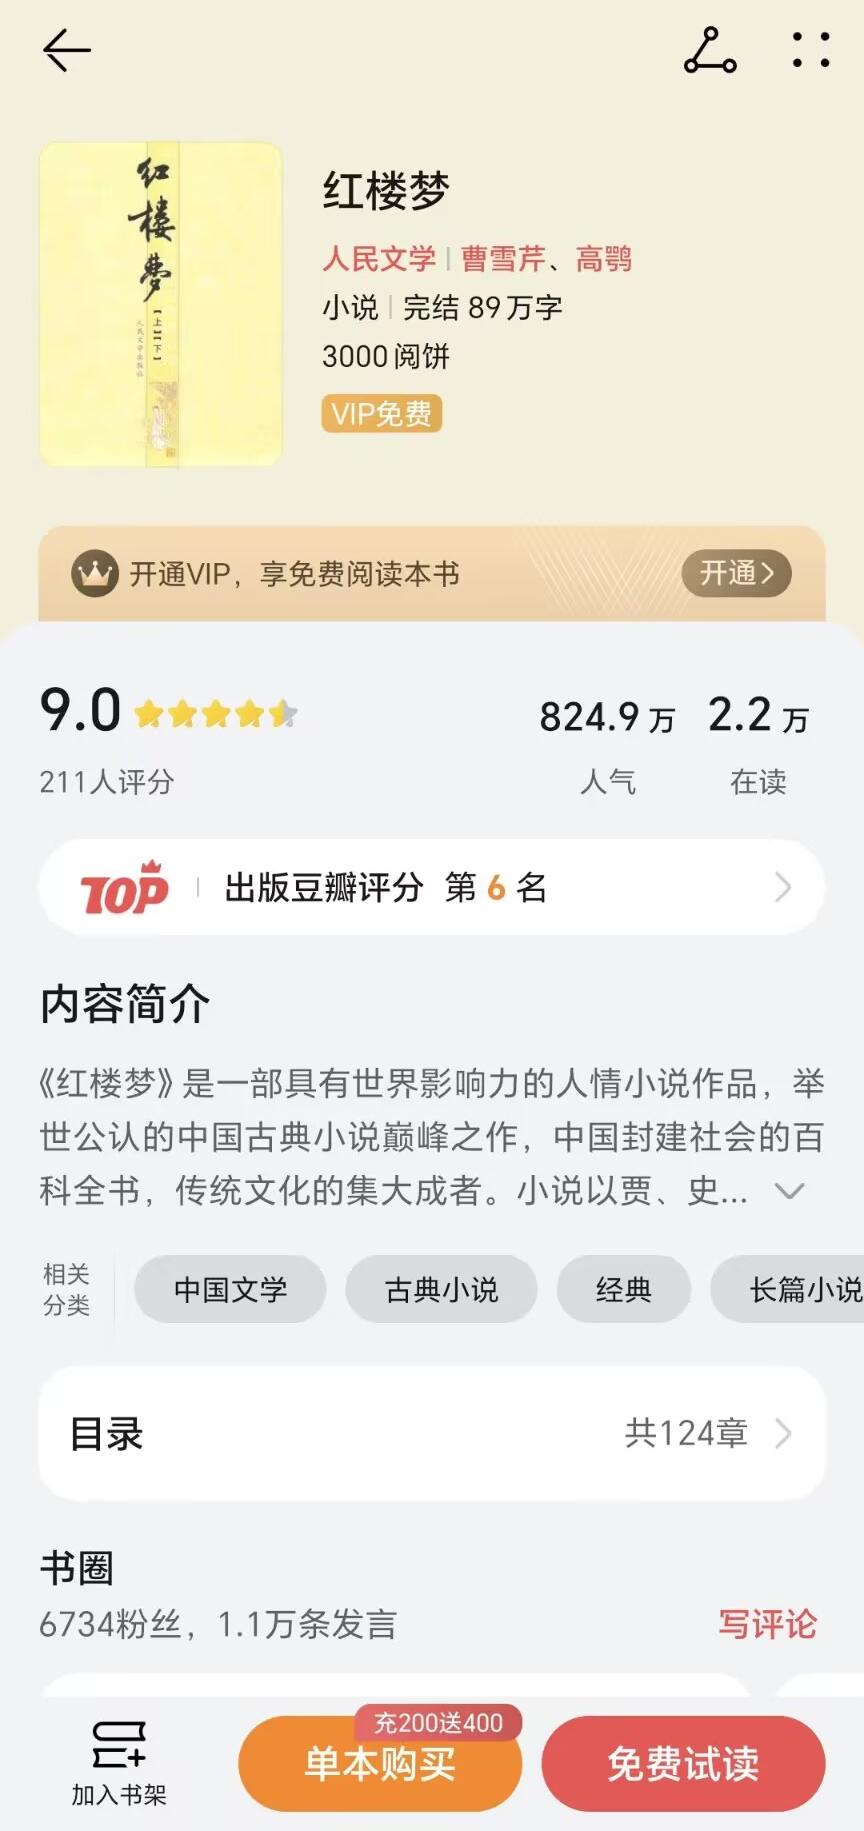 红楼梦
【上】【下】
人民文学出版社
红楼梦
人民文学 | 曹雪芹、高鹗
小说 | 完结 89万字
3000阅饼
VIP免费
开通VIP，享免费阅读本书
开通
9.0
824.9万 2.2万
211人评分 人气 在读
TOP | 出版豆瓣评分 第6名
内容简介
《红楼梦》是一部具有世界影响力的人情小说作品，举
世公认的中国古典小说巅峰之作，中国封建社会的百
科全书，传统文化的集大成者。小说以贾、史...
相关
分类
中国文学 古典小说 经典 长篇小说
目录 共124章
书圈
6734粉丝，1.1万条发言 写评论
充200送400
加入书架 单本购买 免费试读